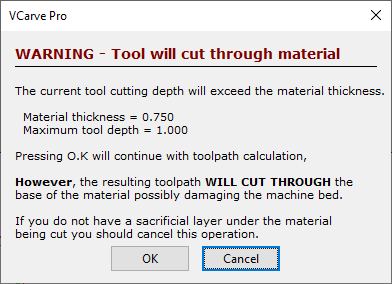 VCarve Pro
WARNING - Tool will cut through material
The current tool cutting depth will exceed the material thickness.
Material thickness = 0.750
Maximum tool depth = 1.000
Pressing O.K will continue with toolpath calculation,
However, the resulting toolpath WILL CUT THROUGH the
base of the material possibly damaging the machine bed.
If you do not have a sacrificial layer under the material
being cut you should cancel this operation.
OK
Cancel